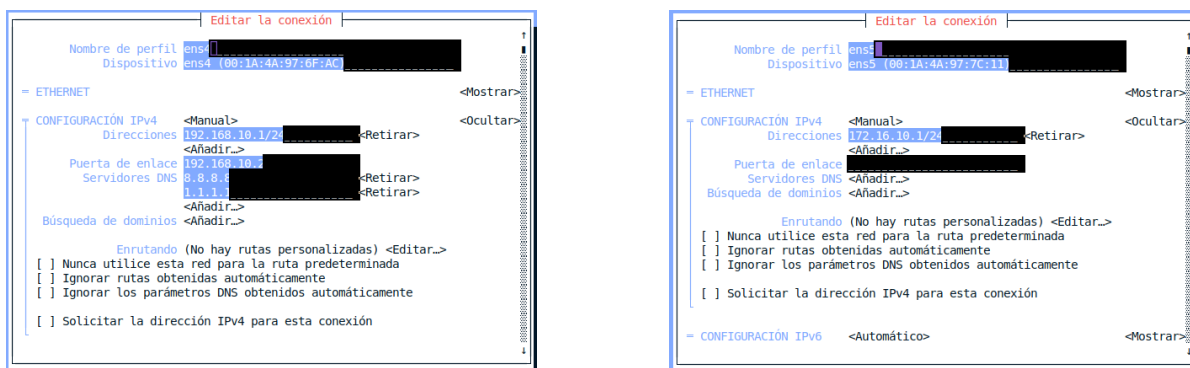 Editar la conexión
Nombre de perfil ens4
Dispositivo ens4 (00:1A:4A:97:6F:AC)
= ETHERNET <Mostrar>
CONFIGURACIÓN IPv4 <Manual> <Ocultar>
Direcciones 192.168.10.1/24 <Retirar>
<Añadir…>
Puerta de enlace 192.168.10.2
Servidores DNS 8.8.8.8 <Retirar>
1.1.1.1 <Retirar>
<Añadir…>
Búsqueda de dominios <Añadir…>
Enrutando (No hay rutas personalizadas) <Editar…>
[ ] Nunca utilice esta red para la ruta predeterminada
[ ] Ignorar rutas obtenidas automáticamente
[ ] Ignorar los parámetros DNS obtenidos automáticamente
[ ] Solicitar la dirección IPv4 para esta conexión
Editar la conexión
Nombre de perfil ens5
Dispositivo ens5 (00:1A:4A:97:7C:11)
= ETHERNET <Mostrar>
CONFIGURACIÓN IPv4 <Manual> <Ocultar>
Direcciones 172.16.10.1/24 <Retirar>
<Añadir…>
Puerta de enlace
Servidores DNS <Añadir…>
Búsqueda de dominios <Añadir…>
Enrutando (No hay rutas personalizadas) <Editar…>
[ ] Nunca utilice esta red para la ruta predeterminada
[ ] Ignorar rutas obtenidas automáticamente
[ ] Ignorar los parámetros DNS obtenidos automáticamente
[ ] Solicitar la dirección IPv4 para esta conexión
= CONFIGURACIÓN IPv6 <Automático> <Mostrar>